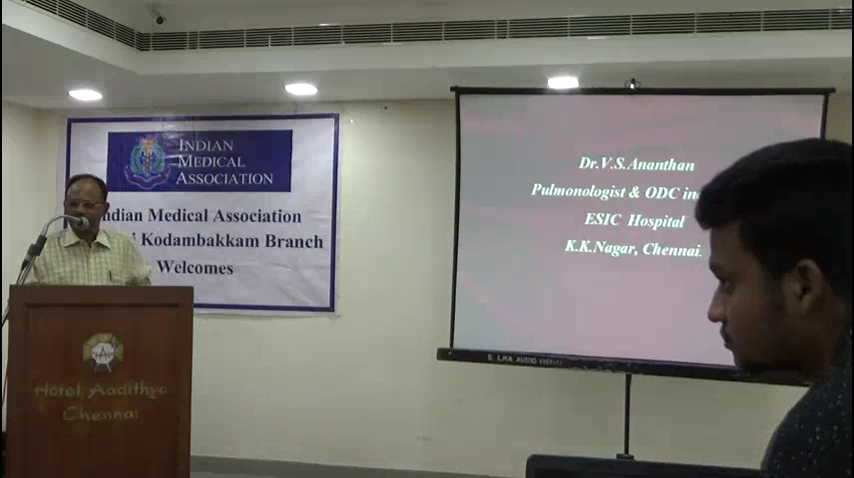 INDIAN
MEDICAL
ASSOCIATION
Indian Medical Association
Kodambakkam Branch
Welcomes
Dr.V.S.Ananthan
Pulmonologist & ODC in
ESIC Hospital
K.K.Nagar, Chennai.
Hotel Aadithya
Chennai